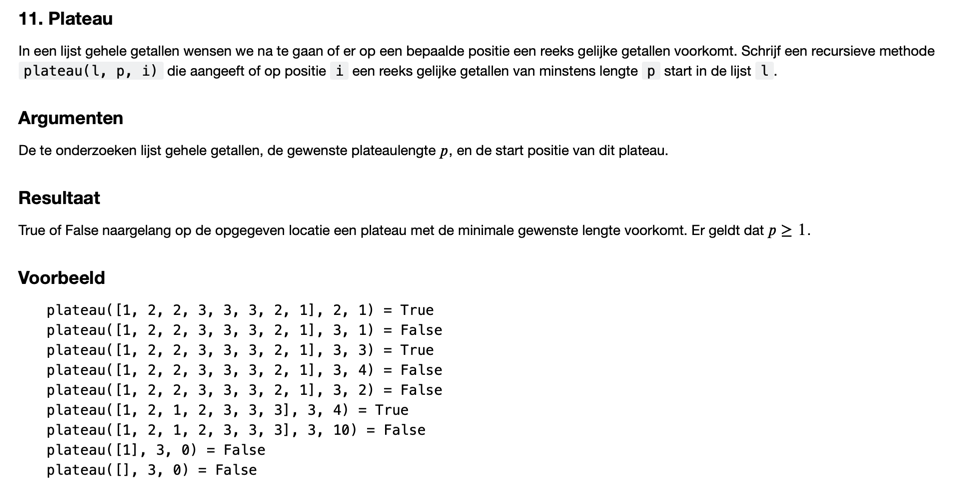 11. Plateau
In een lijst gehele getallen wensen we na te gaan of er op een bepaalde positie een reeks gelijke getallen voorkomt. Schrijf een recursieve methode
plateau(l, p, i) die aangeeft of op positie i een reeks gelijke getallen van minstens lengte p start in de lijst l .
Argumenten
De te onderzoeken lijst gehele getallen, de gewenste plateaulengte p, en de start positie van dit plateau.
Resultaat
True of False naargelang op de opgegeven locatie een plateau met de minimale gewenste lengte voorkomt. Er geldt dat p ≥ 1.
Voorbeeld
plateau([1, 2, 2, 3, 3, 3, 2, 1], 2, 1) = True
plateau([1, 2, 2, 3, 3, 3, 2, 1], 3, 1) = False
plateau([1, 2, 2, 3, 3, 3, 2, 1], 3, 3) = True
plateau([1, 2, 2, 3, 3, 3, 2, 1], 3, 4) = False
plateau([1, 2, 2, 3, 3, 3, 2, 1], 3, 2) = False
plateau([1, 2, 1, 2, 3, 3, 3], 3, 4) = True
plateau([1, 2, 1, 2, 3, 3, 3], 3, 10) = False
plateau([1], 3, 0) = False
plateau([], 3, 0) = False